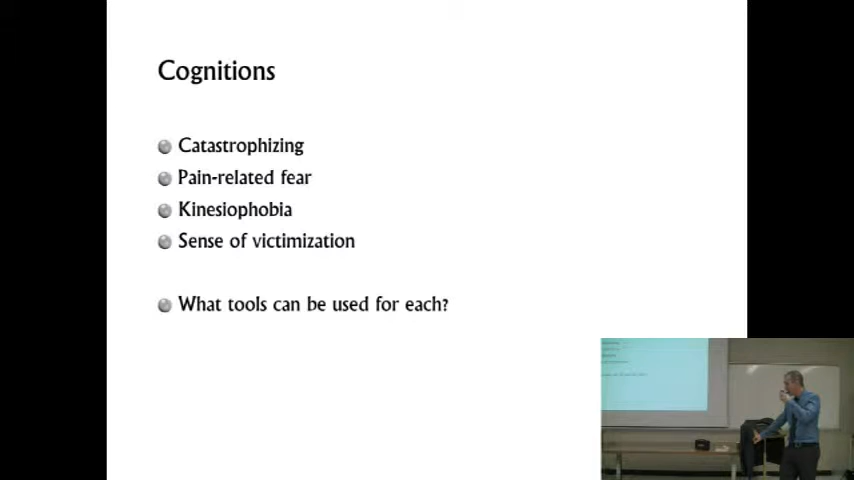 Cognitions
Catastrophizing
Pain-related fear
Kinesiophobia
Sense of victimization
What tools can be used for each?